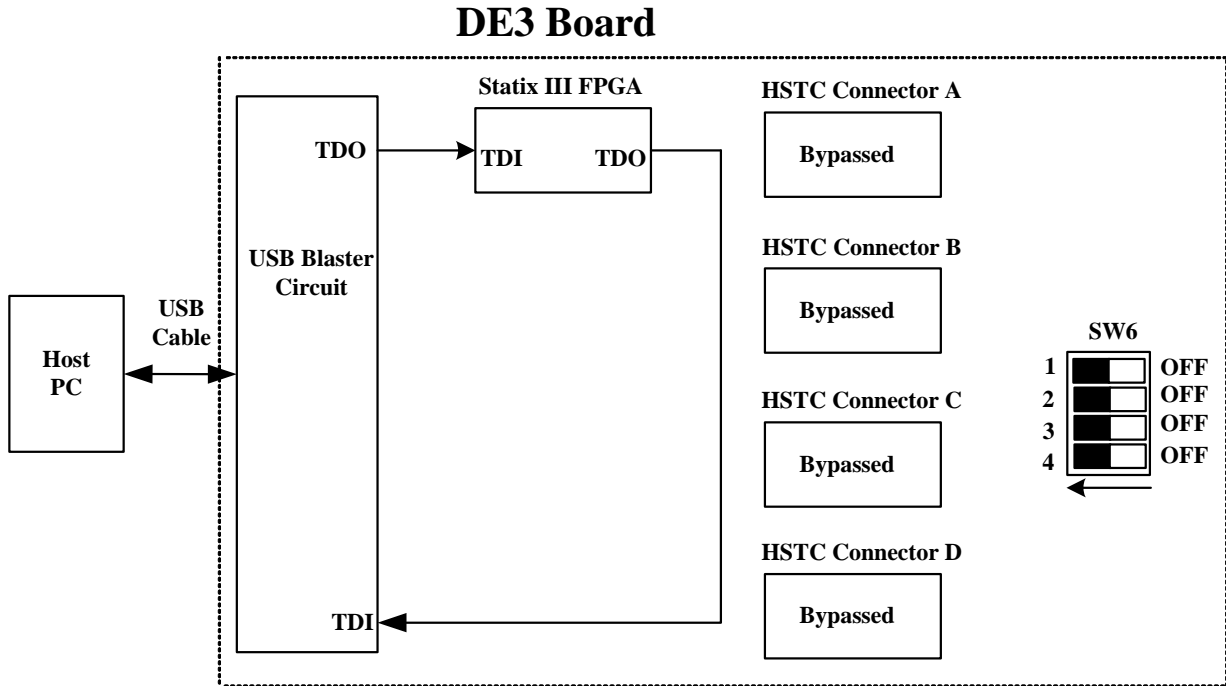 DE3 Board
Statix III FPGA
HSTC Connector A
TDO
TDI
TDO
Bypassed
USB Blaster
Circuit
HSTC Connector B
Bypassed
USB
Cable
Host
PC
SW6
1
OFF
2
OFF
3
OFF
4
OFF
HSTC Connector C
Bypassed
HSTC Connector D
TDI
Bypassed